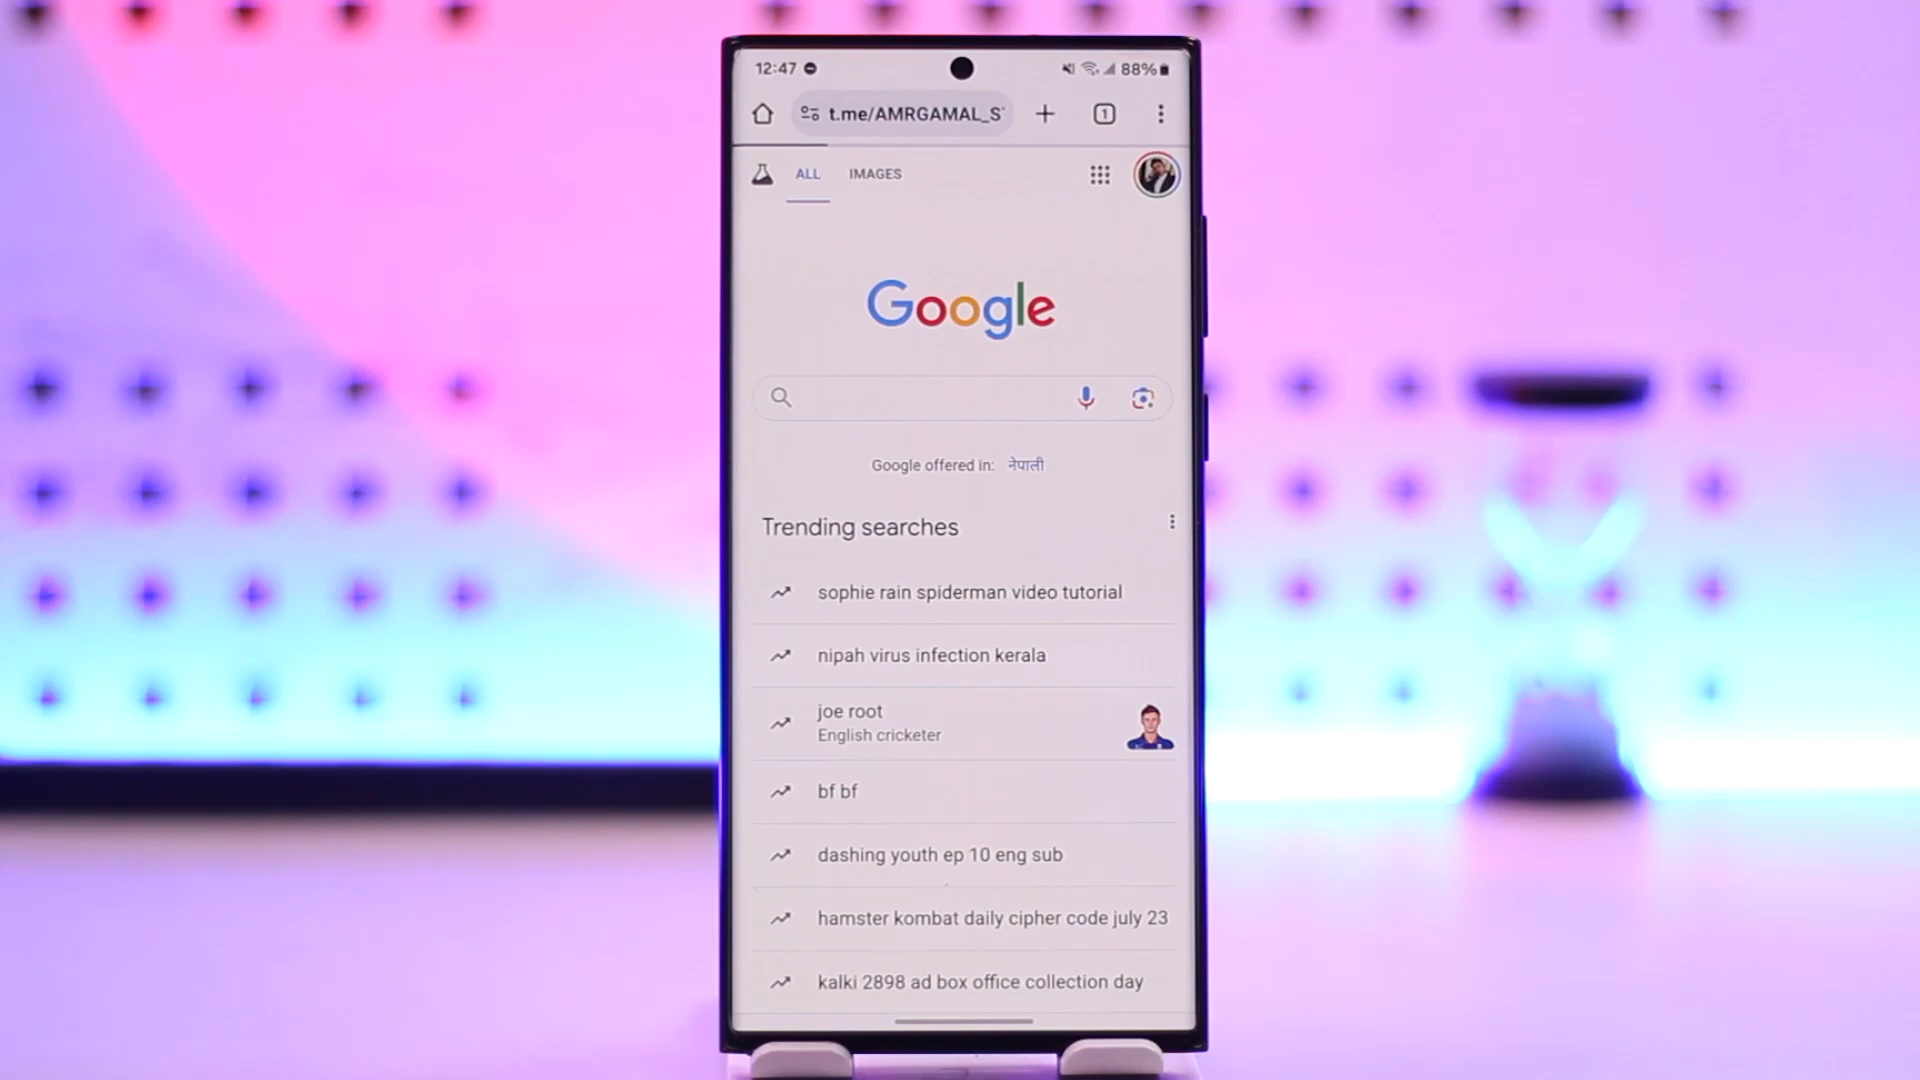 12:47
88%
t.me/AMRGAMAL_S
1
ALL IMAGES
Google
Google offered in: नेपाली
Trending searches
sophie rain spiderman video tutorial
nipah virus infection kerala
joe root
English cricketer
bf bf
dashing youth ep 10 eng sub
hamster kombat daily cipher code july 23
kalki 2898 ad box office collection day